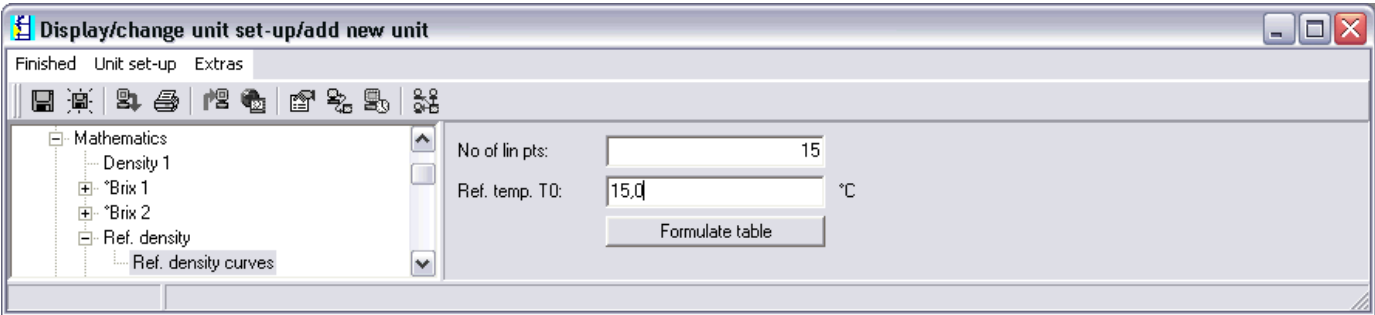 Display/change unit set-up/add new unit
Finished Unit set-up Extras
Mathematics
Density 1
°Brix 1
°Brix 2
Ref. density
Ref. density curves
No of lin pts: 15
Ref. temp. T0: 15,0 °C
Formulate table